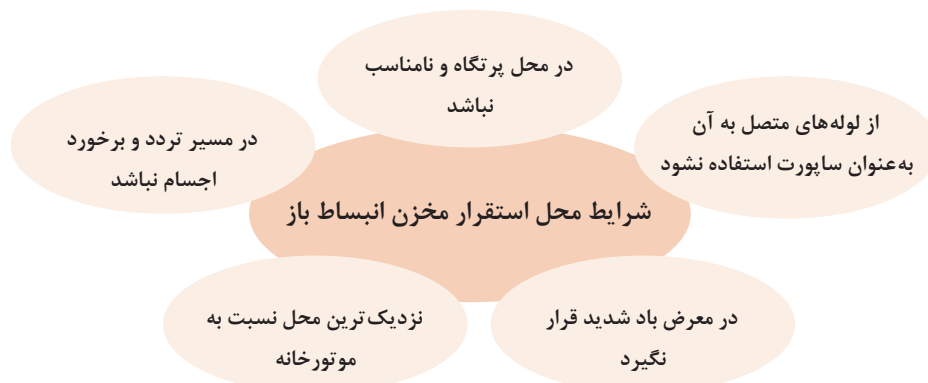 در محل پرتگاه و نامناسب
نباشد
از لوله‌های متصل به آن
به‌عنوان ساپورت استفاده نشود
در مسیر تردد و برخورد
اجسام نباشد
شرایط محل استقرار مخزن انبساط باز
در معرض باد شدید قرار
نگیرد
نزدیک‌ترین محل نسبت به
موتورخانه